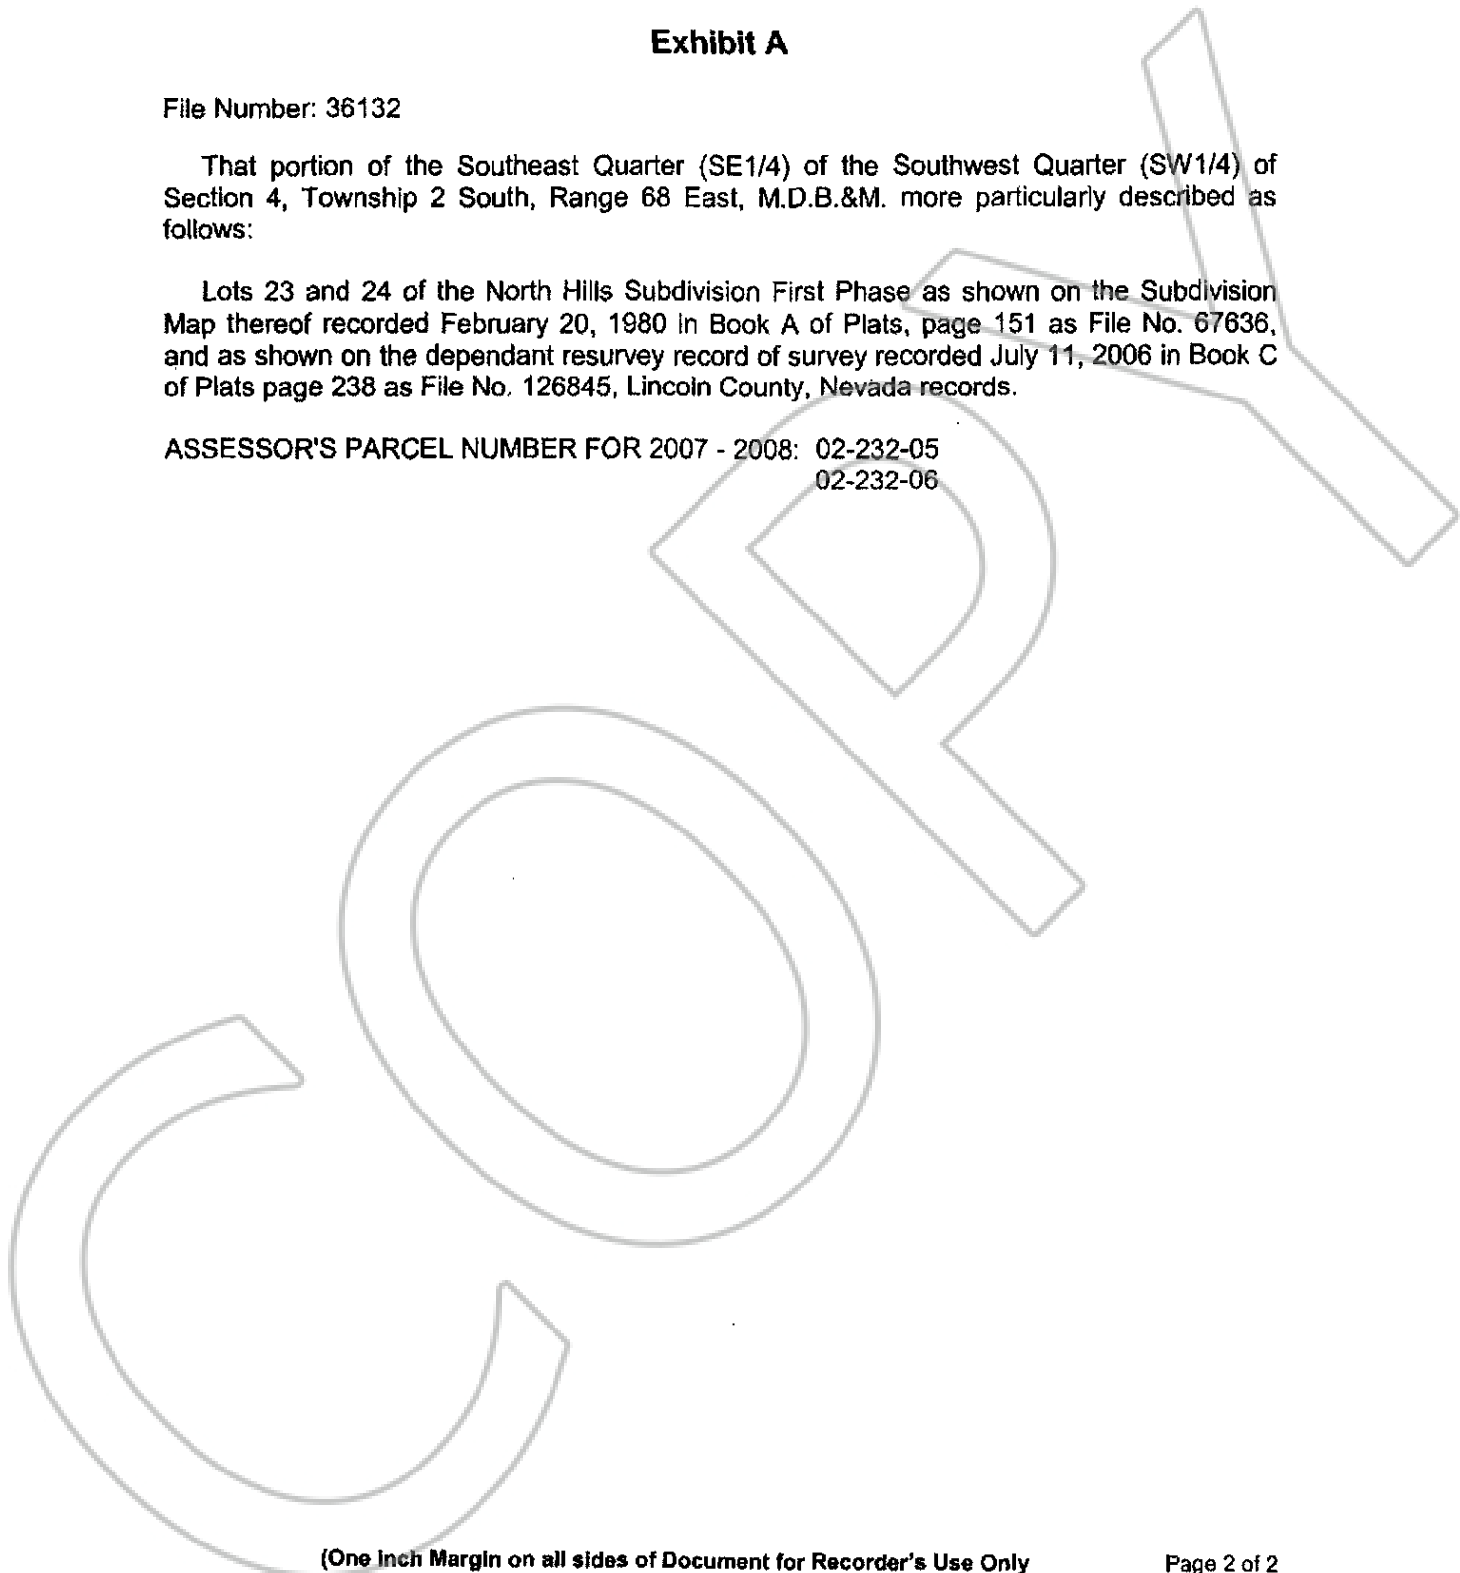 Exhibit A
File Number: 36132
That portion of the Southeast Quarter (SE1/4) of the Southwest Quarter (SW1/4) of
Section 4, Township 2 South, Range 68 East, M.D.B.&M. more particularly described as
follows:
Lots 23 and 24 of the North Hills Subdivision First Phase as shown on the Subdivision
Map thereof recorded February 20, 1980 in Book A of Plats, page 151 as File No. 67636,
and as shown on the dependant resurvey record of survey recorded July 11, 2006 in Book C
of Plats page 238 as File No. 126845, Lincoln County, Nevada records.
ASSESSOR'S PARCEL NUMBER FOR 2007 - 2008: 02-232-05
02-232-06
COPY
(One Inch Margin on all sides of Document for Recorder's Use Only
Page 2 of 2